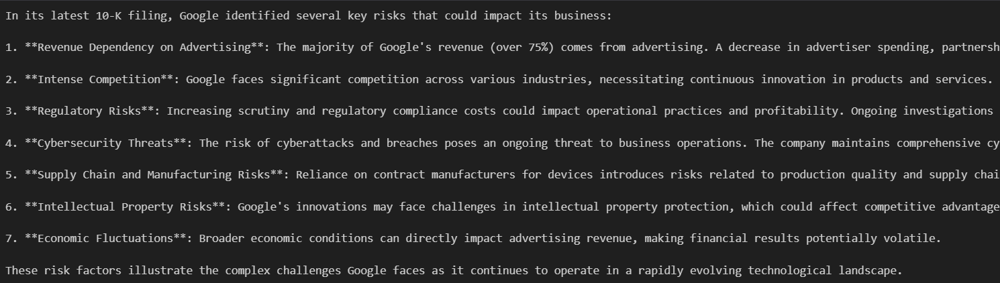 In its latest 10-K filing, Google identified several key risks that could impact its business:
1. **Revenue Dependency on Advertising**: The majority of Google's revenue (over 75%) comes from advertising. A decrease in advertiser spending, partnersh
2. **Intense Competition**: Google faces significant competition across various industries, necessitating continuous innovation in products and services.
3. **Regulatory Risks**: Increasing scrutiny and regulatory compliance costs could impact operational practices and profitability. Ongoing investigations
4. **Cybersecurity Threats**: The risk of cyberattacks and breaches poses an ongoing threat to business operations. The company maintains comprehensive cy
5. **Supply Chain and Manufacturing Risks**: Reliance on contract manufacturers for devices introduces risks related to production quality and supply chai
6. **Intellectual Property Risks**: Google's innovations may face challenges in intellectual property protection, which could affect competitive advantage
7. **Economic Fluctuations**: Broader economic conditions can directly impact advertising revenue, making financial results potentially volatile.
These risk factors illustrate the complex challenges Google faces as it continues to operate in a rapidly evolving technological landscape.